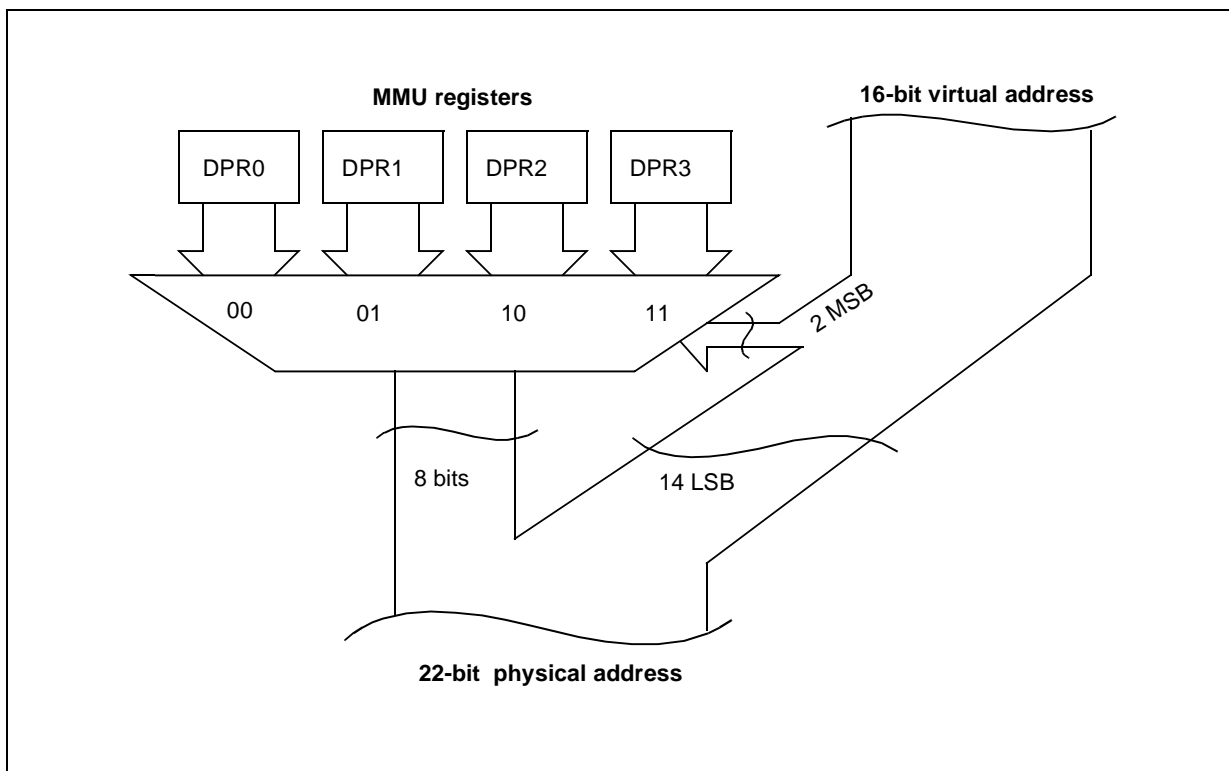 MMU registers
16-bit virtual address
DPR0 DPR1 DPR2 DPR3
00 01 10 11
2 MSB
8 bits
14 LSB
22-bit physical address